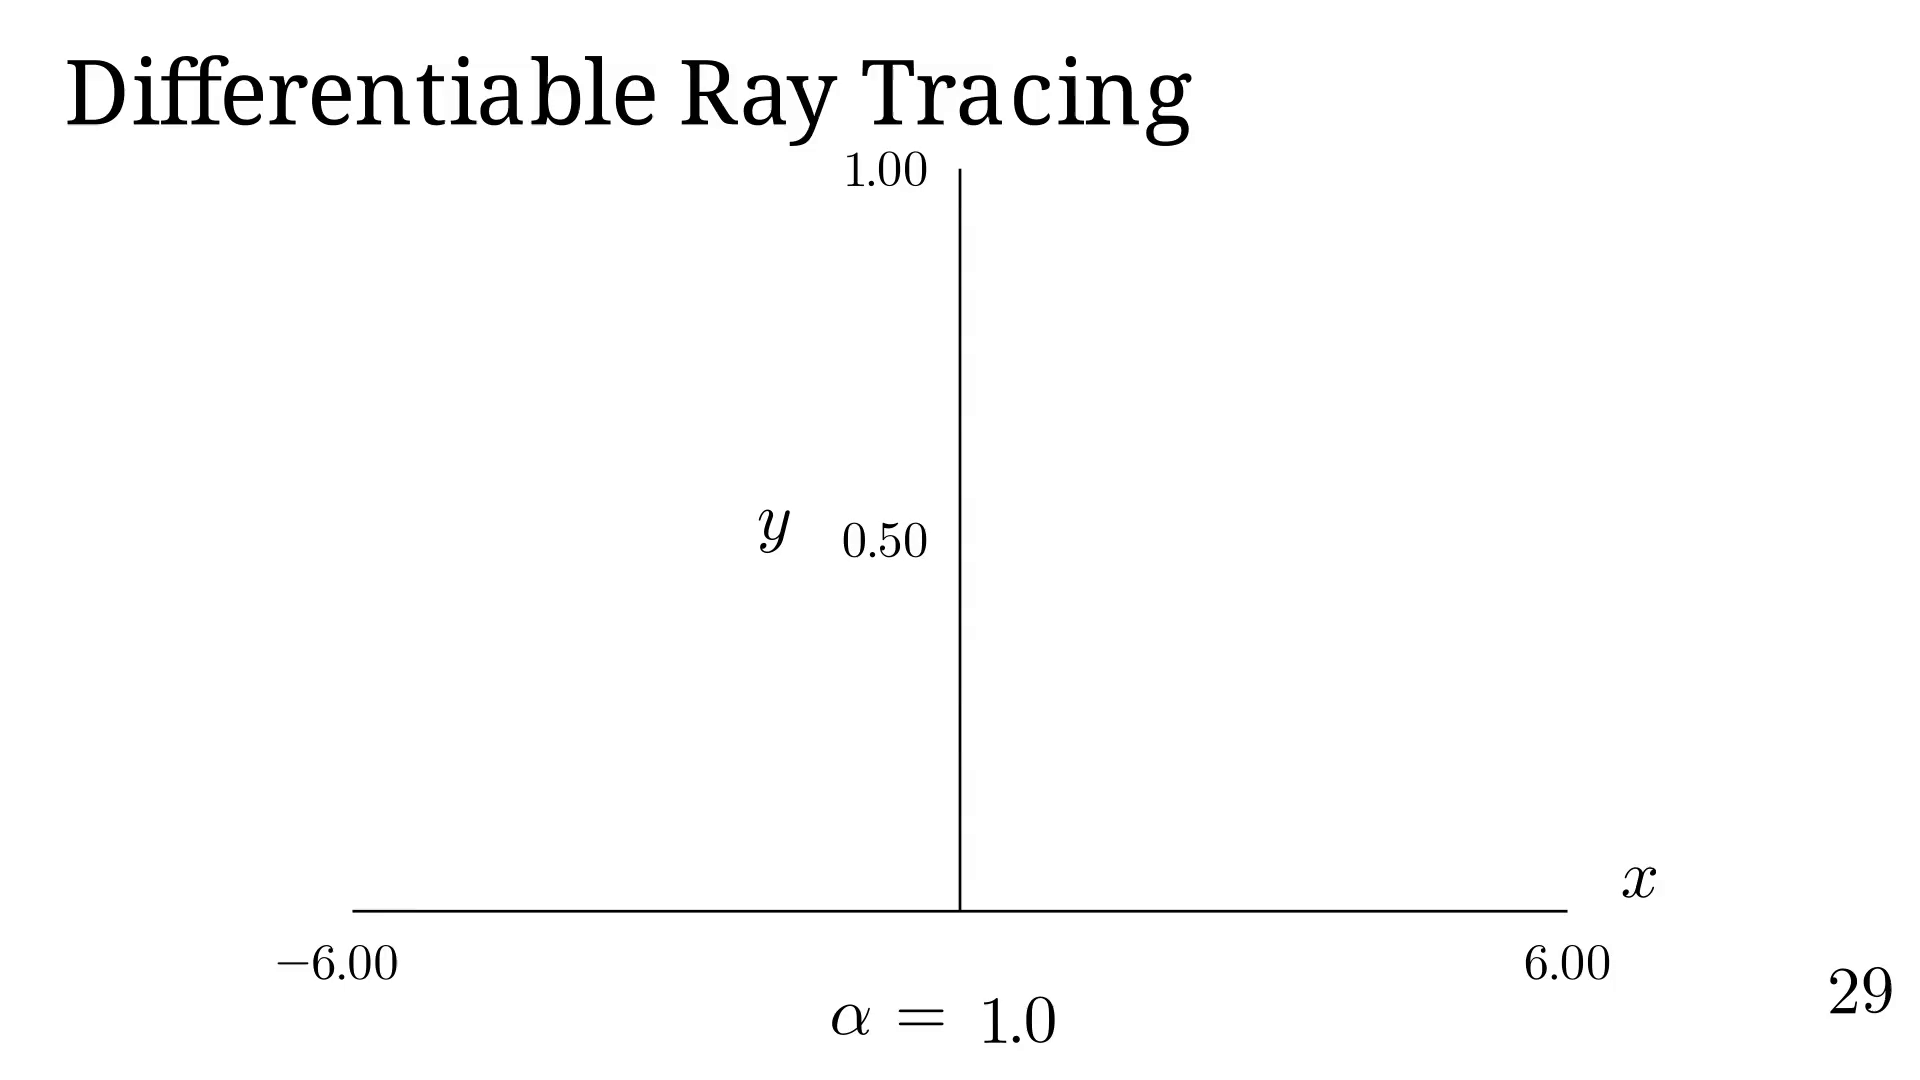 Differentiable Ray Tracing
1.00
y 0.50
x
−6.00 6.00
α = 1.0
29